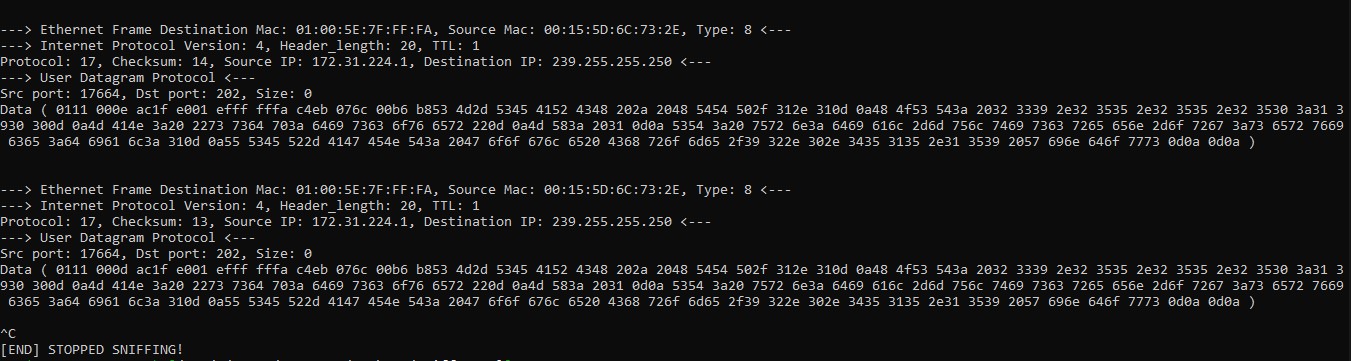 ---> Ethernet Frame Destination Mac: 01:00:5E:7F:FF:FA, Source Mac: 00:15:5D:6C:73:2E, Type: 8 <---
---> Internet Protocol Version: 4, Header_length: 20, TTL: 1
Protocol: 17, Checksum: 14, Source IP: 172.31.224.1, Destination IP: 239.255.255.250 <---
---> User Datagram Protocol <---
Src port: 17664, Dst port: 202, Size: 0
Data ( 0111 000e ac1f e001 efff fffa c4eb 076c 00b6 b853 4d2d 5345 4152 4348 202a 2048 5454 502f 312e 310d 0a48 4f53 543a 2032 3339 2e32 3535 2e32 3535 2e32 3530 3a31 3
930 300d 0a4d 414e 3a20 2273 7364 703a 6469 7363 6f76 6572 220d 0a4d 583a 2031 0d0a 5354 3a20 7572 6e3a 6469 616c 2d6d 756c 7469 7363 7265 656e 2d6f 7267 3a73 6572 7669
6365 3a64 6961 6c3a 310d 0a55 5345 522d 4147 454e 543a 2047 6f6f 676c 6520 4368 726f 6d65 2f39 322e 302e 3435 3135 2e31 3539 2057 696e 646f 7773 0d0a 0d0a )
---> Ethernet Frame Destination Mac: 01:00:5E:7F:FF:FA, Source Mac: 00:15:5D:6C:73:2E, Type: 8 <---
---> Internet Protocol Version: 4, Header_length: 20, TTL: 1
Protocol: 17, Checksum: 13, Source IP: 172.31.224.1, Destination IP: 239.255.255.250 <---
---> User Datagram Protocol <---
Src port: 17664, Dst port: 202, Size: 0
Data ( 0111 000d ac1f e001 efff fffa c4eb 076c 00b6 b853 4d2d 5345 4152 4348 202a 2048 5454 502f 312e 310d 0a48 4f53 543a 2032 3339 2e32 3535 2e32 3535 2e32 3530 3a31 3
930 300d 0a4d 414e 3a20 2273 7364 703a 6469 7363 6f76 6572 220d 0a4d 583a 2031 0d0a 5354 3a20 7572 6e3a 6469 616c 2d6d 756c 7469 7363 7265 656e 2d6f 7267 3a73 6572 7669
6365 3a64 6961 6c3a 310d 0a55 5345 522d 4147 454e 543a 2047 6f6f 676c 6520 4368 726f 6d65 2f39 322e 302e 3435 3135 2e31 3539 2057 696e 646f 7773 0d0a 0d0a )
^C
[END] STOPPED SNIFFING!